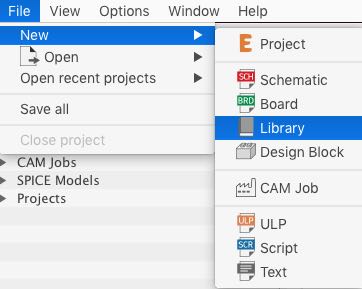 File View Options Window Help
New
Open
Open recent projects
Save all
Close project
CAM Jobs
SPICE Models
Projects
Project
SCH Schematic
BRD Board
Library
Design Block
CAM Job
ULP ULP
SCR Script
Text